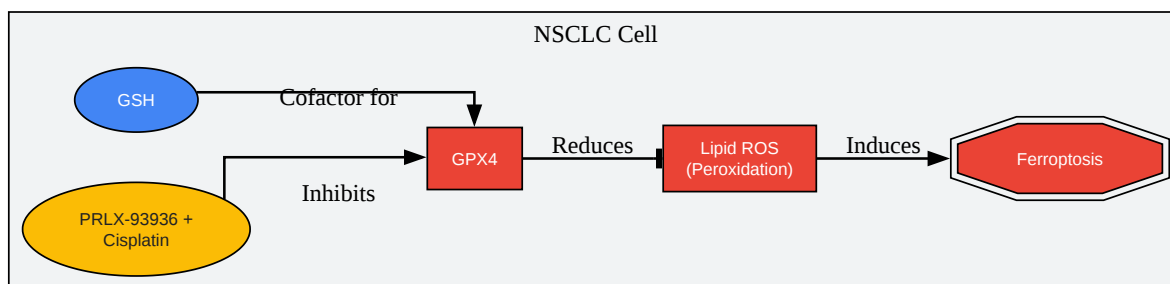 NSCLC Cell
GSH
Cofactor for
GPX4
Reduces
Lipid ROS
(Peroxidation)
Induces
Ferroptosis
Inhibits
PRLX-93936 +
Cisplatin